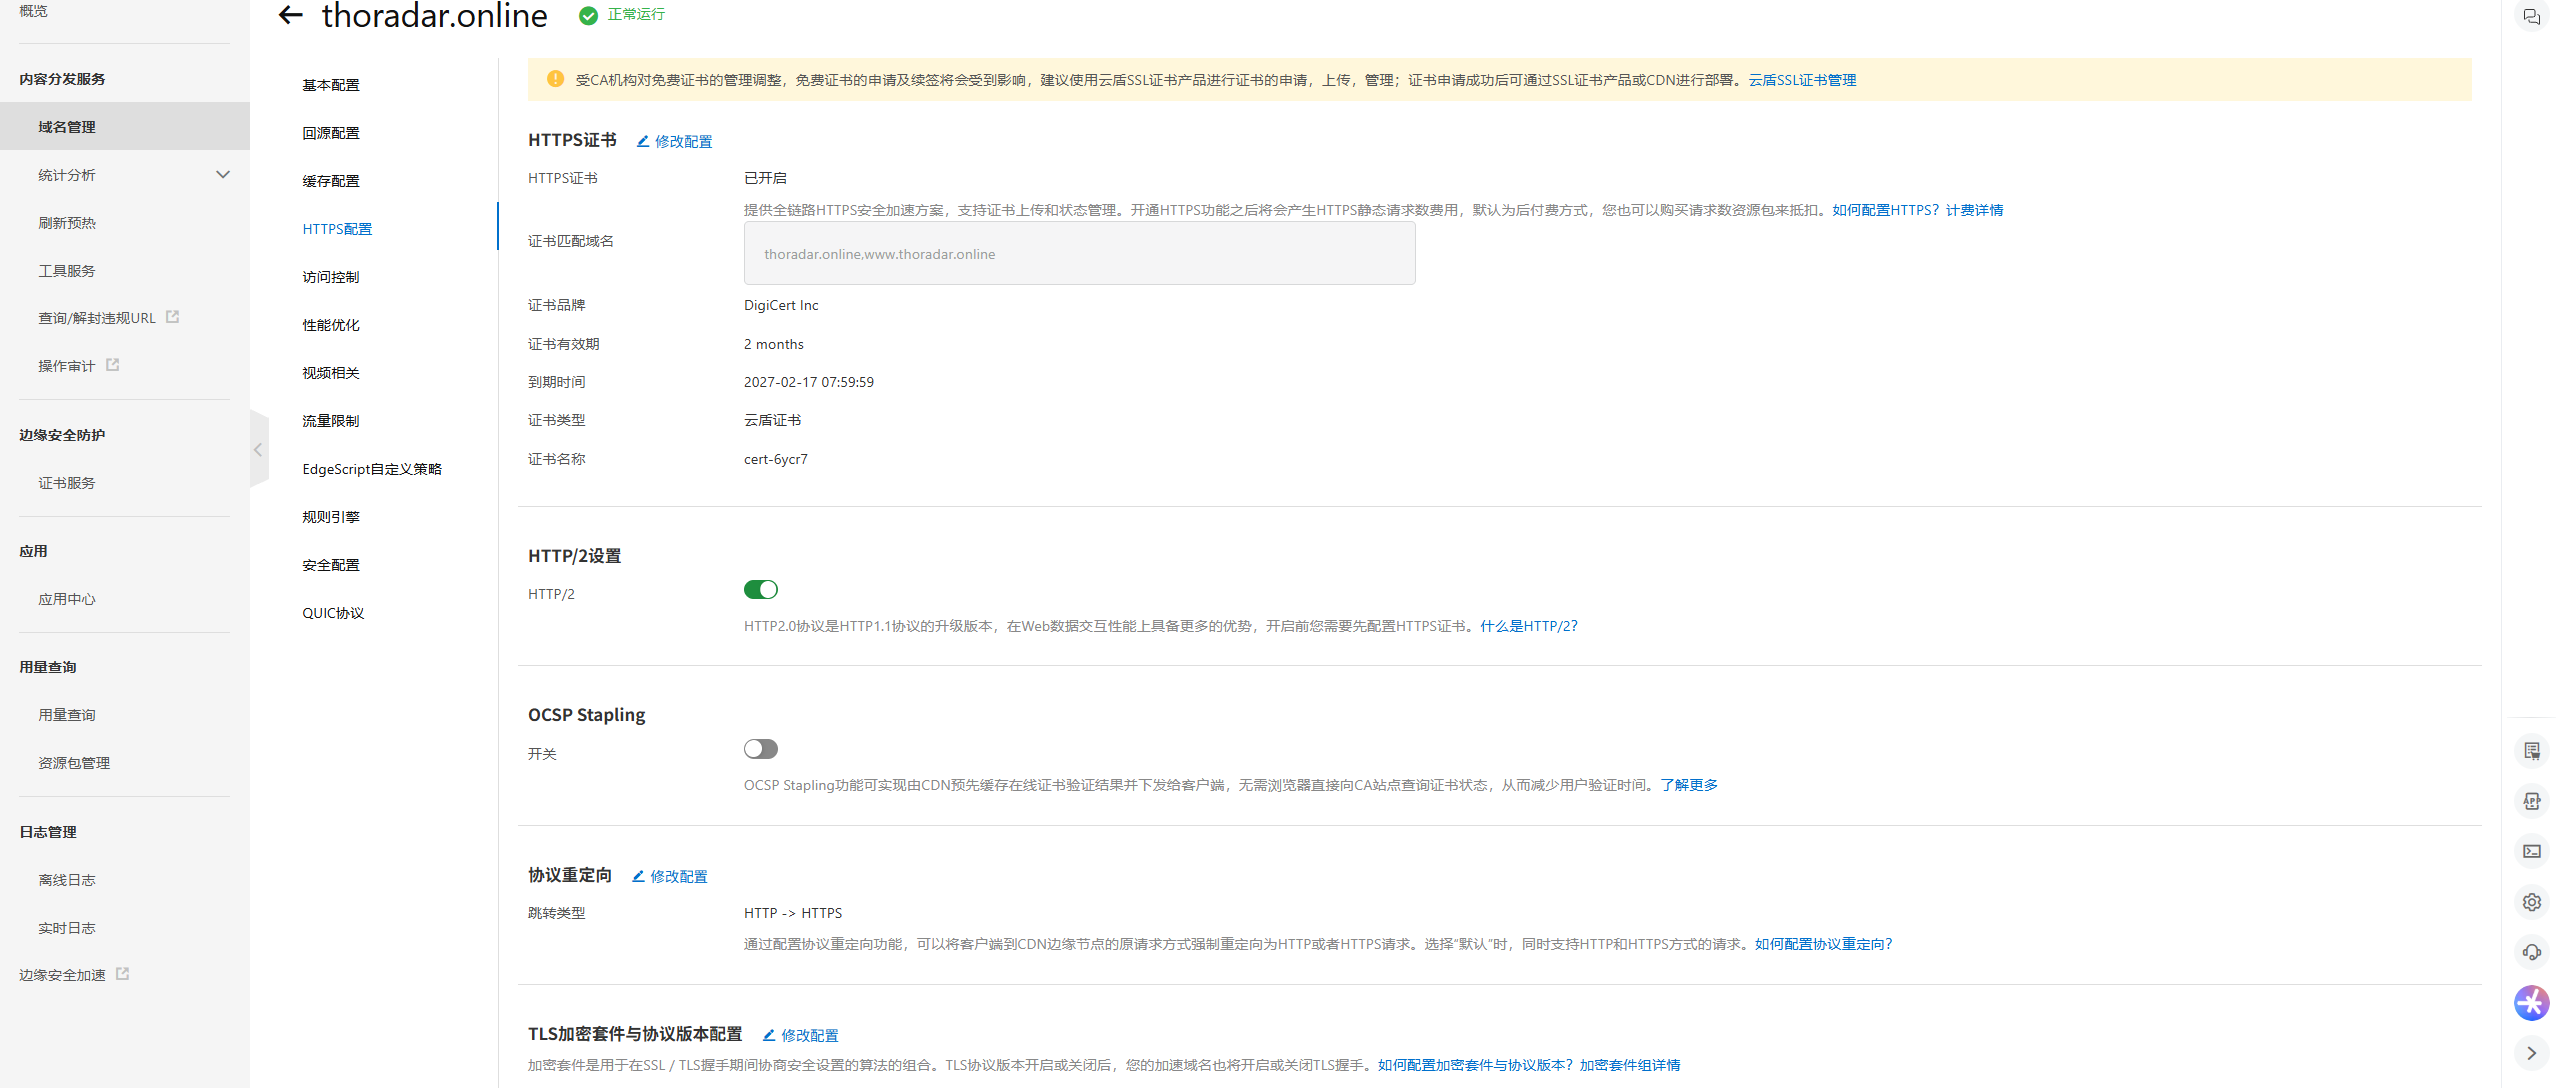 概览
内容分发服务
域名管理
统计分析
刷新预热
工具服务
查询/解封违规URL
操作审计
边缘安全防护
证书服务
应用
应用中心
用量查询
用量查询
资源包管理
日志管理
离线日志
实时日志
边缘安全加速
thoradar.online
正常运行
基本配置
回源配置
缓存配置
HTTPS配置
访问控制
性能优化
视频相关
流量限制
EdgeScript自定义策略
规则引擎
安全配置
QUIC协议
受CA机构对免费证书的管理调整，免费证书的申请及续签将会受到影响，建议使用云盾SSL证书产品进行证书的申请，上传，管理；证书申请成功后可通过SSL证书产品或CDN进行部署。云盾SSL证书管理
HTTPS证书 修改配置
HTTPS证书 已开启
提供全链路HTTPS安全加速方案，支持证书上传和状态管理。开通HTTPS功能之后将会产生HTTPS静态请求数费用，默认为后付费方式，您也可以购买请求数资源包来抵扣。如何配置HTTPS？计费详情
证书匹配域名 thoradar.online,www.thoradar.online
证书品牌 DigiCert Inc
证书有效期 2 months
到期时间 2027-02-17 07:59:59
证书类型 云盾证书
证书名称 cert-6ycr7
HTTP/2设置
HTTP/2
HTTP2.0协议是HTTP1.1协议的升级版本，在Web数据交互性能上具备更多的优势，开启前您需要先配置HTTPS证书。什么是HTTP/2？
OCSP Stapling
开关
OCSP Stapling功能可实现由CDN预先缓存在线证书验证结果并下发给客户端，无需浏览器直接向CA站点查询证书状态，从而减少用户验证时间。了解更多
协议重定向 修改配置
跳转类型 HTTP -> HTTPS
通过配置协议重定向功能，可以将客户端到CDN边缘节点的原请求方式强制重定向为HTTP或者HTTPS请求。选择“默认”时，同时支持HTTP和HTTPS方式的请求。如何配置协议重定向？
TLS加密套件与协议版本配置 修改配置
加密套件是用于在SSL / TLS握手期间协商安全设置的算法的组合。TLS协议版本开启或关闭后，您的加速域名也将开启或关闭TLS握手。如何配置加密套件与协议版本？加密套件组详情
APP